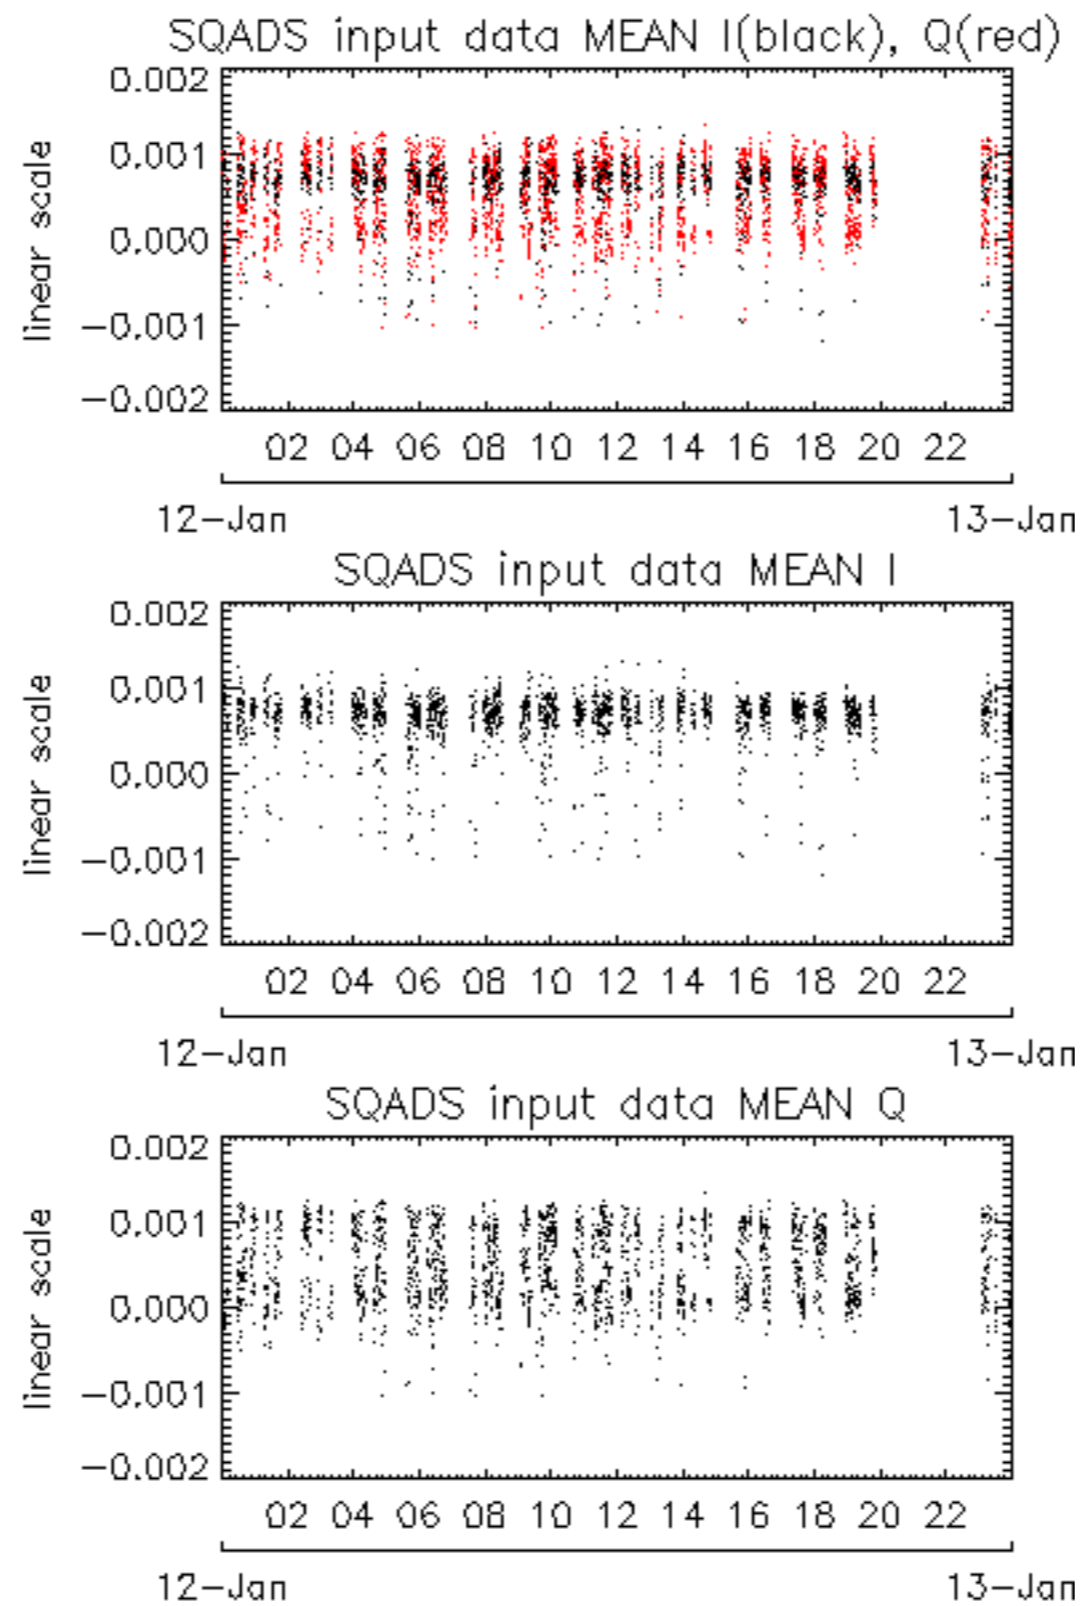 SQADS input data MEAN I(black), Q(red)
0.002
0.001
0.000
−0.001
−0.002
linear scale
02 04 06 08 10 12 14 16 18 20 22
12−Jan 13−Jan
SQADS input data MEAN I
0.002
0.001
0.000
−0.001
−0.002
linear scale
02 04 06 08 10 12 14 16 18 20 22
12−Jan 13−Jan
SQADS input data MEAN Q
0.002
0.001
0.000
−0.001
−0.002
linear scale
02 04 06 08 10 12 14 16 18 20 22
12−Jan 13−Jan